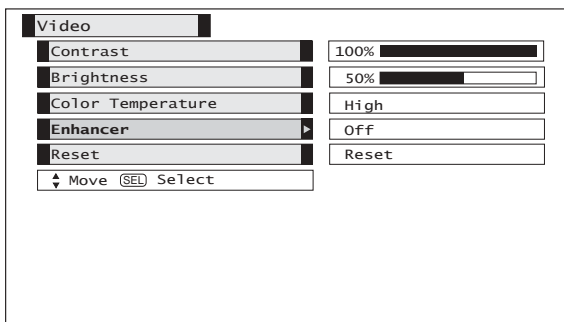 Video
Contrast 100%
Brightness 50%
Color Temperature High
Enhancer Off
Reset Reset
Move SEL Select